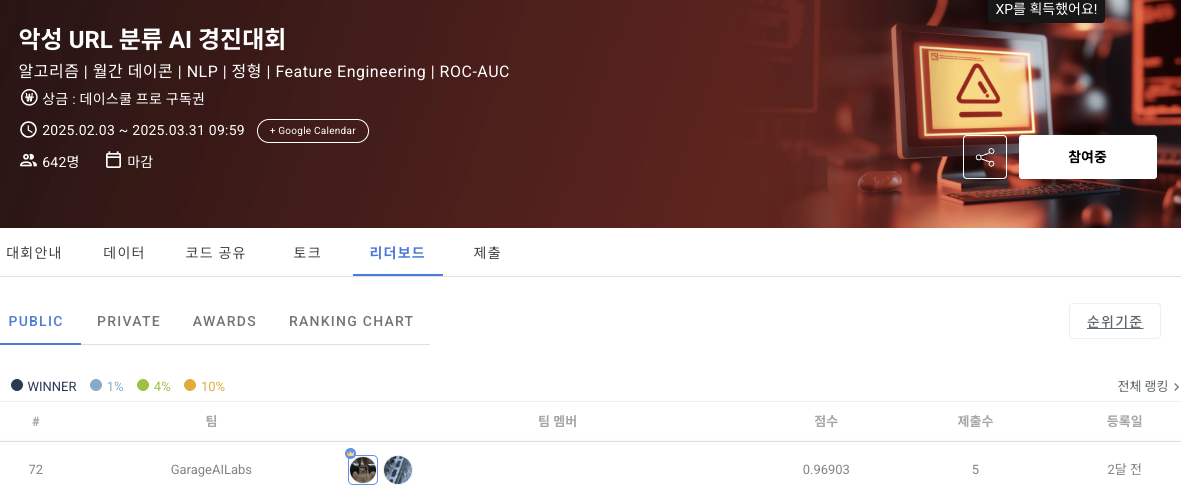 XP를 획득했어요!
악성 URL 분류 AI 경진대회
알고리즘 | 월간 데이콘 | NLP | 정형 | Feature Engineering | ROC-AUC
₩ 상금 : 데이스쿨 프로 구독권
2025.02.03 ~ 2025.03.31 09:59 + Google Calendar
642명 마감
참여중
대회안내 데이터 코드 공유 토크 리더보드 제출
PUBLIC PRIVATE AWARDS RANKING CHART 순위기준
WINNER 1% 4% 10% 전체 랭킹 >
# 팀 팀 멤버 점수 제출수 등록일
72 GarageAILabs 0.96903 5 2달 전